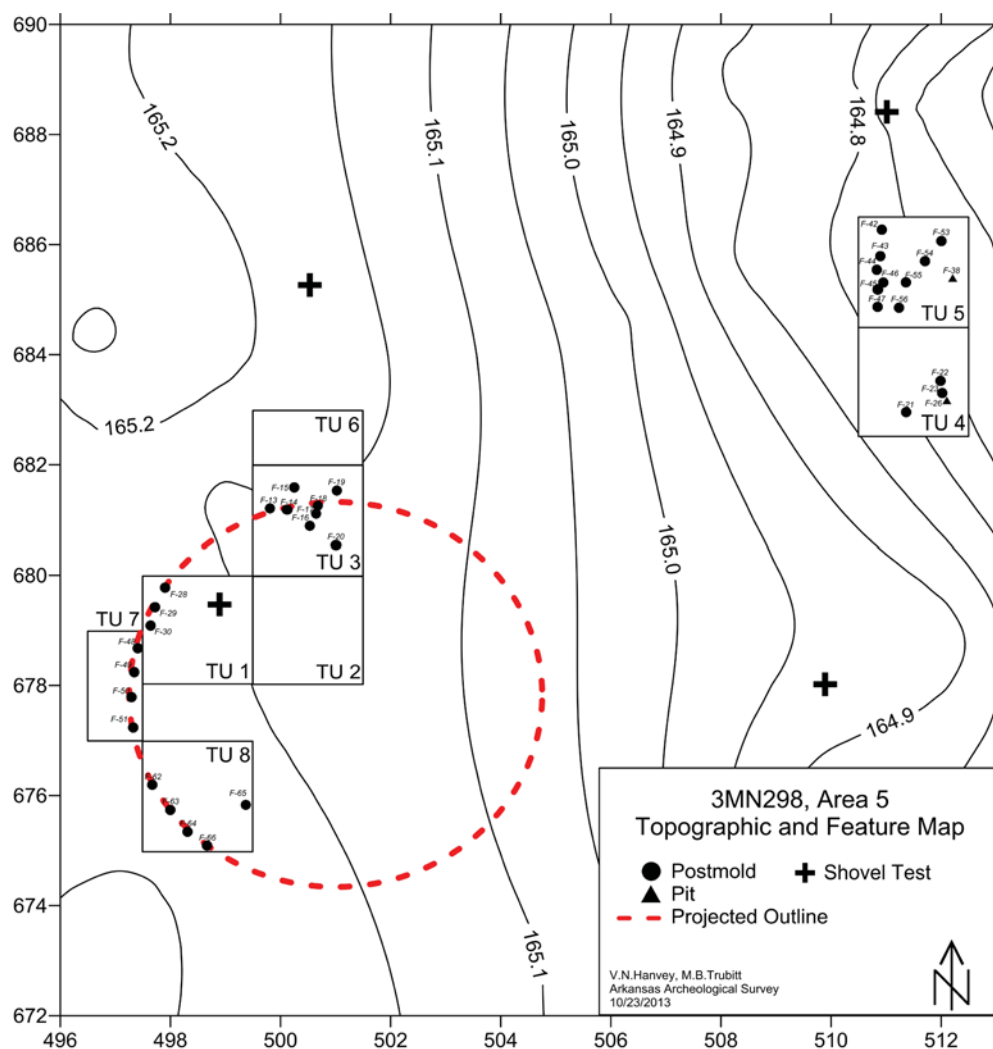 690
688
686
684
682
680
678
676
674
672
496
498
500
502
504
506
508
510
512
165.2
165.1
165.0
164.9
164.8
165.2
165.0
164.9
165.1
F-42
F-53
F-43
F-54
F-44
F-46
F-55
F-38
F-45
F-47
F-56
TU 5
F-22
F-23
F-26
F-21
TU 4
TU 6
F-15
F-19
F-13
F-14
F-18
F-16
F-20
TU 3
F-28
F-29
F-30
TU 7
F-48
TU 1
TU 2
F-51
TU 8
F-65
F-66
3MN298, Area 5
Topographic and Feature Map
Postmold
Shovel Test
Pit
Projected Outline
V.N.Hanvey, M.B.Trubitt
Arkansas Archeological Survey
10/23/2013
N